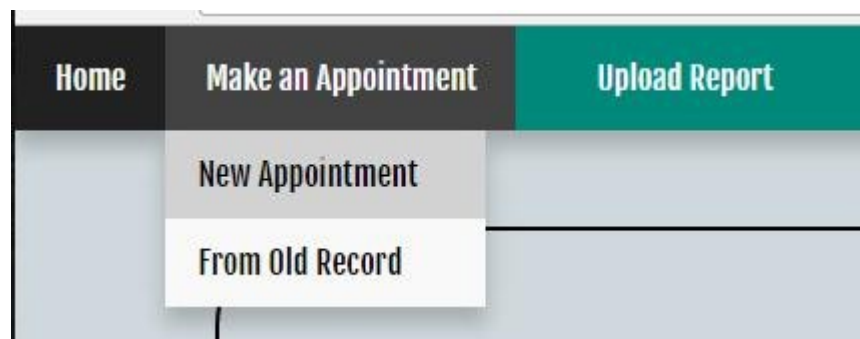 Home Make an Appointment Upload Report
New Appointment
From Old Record